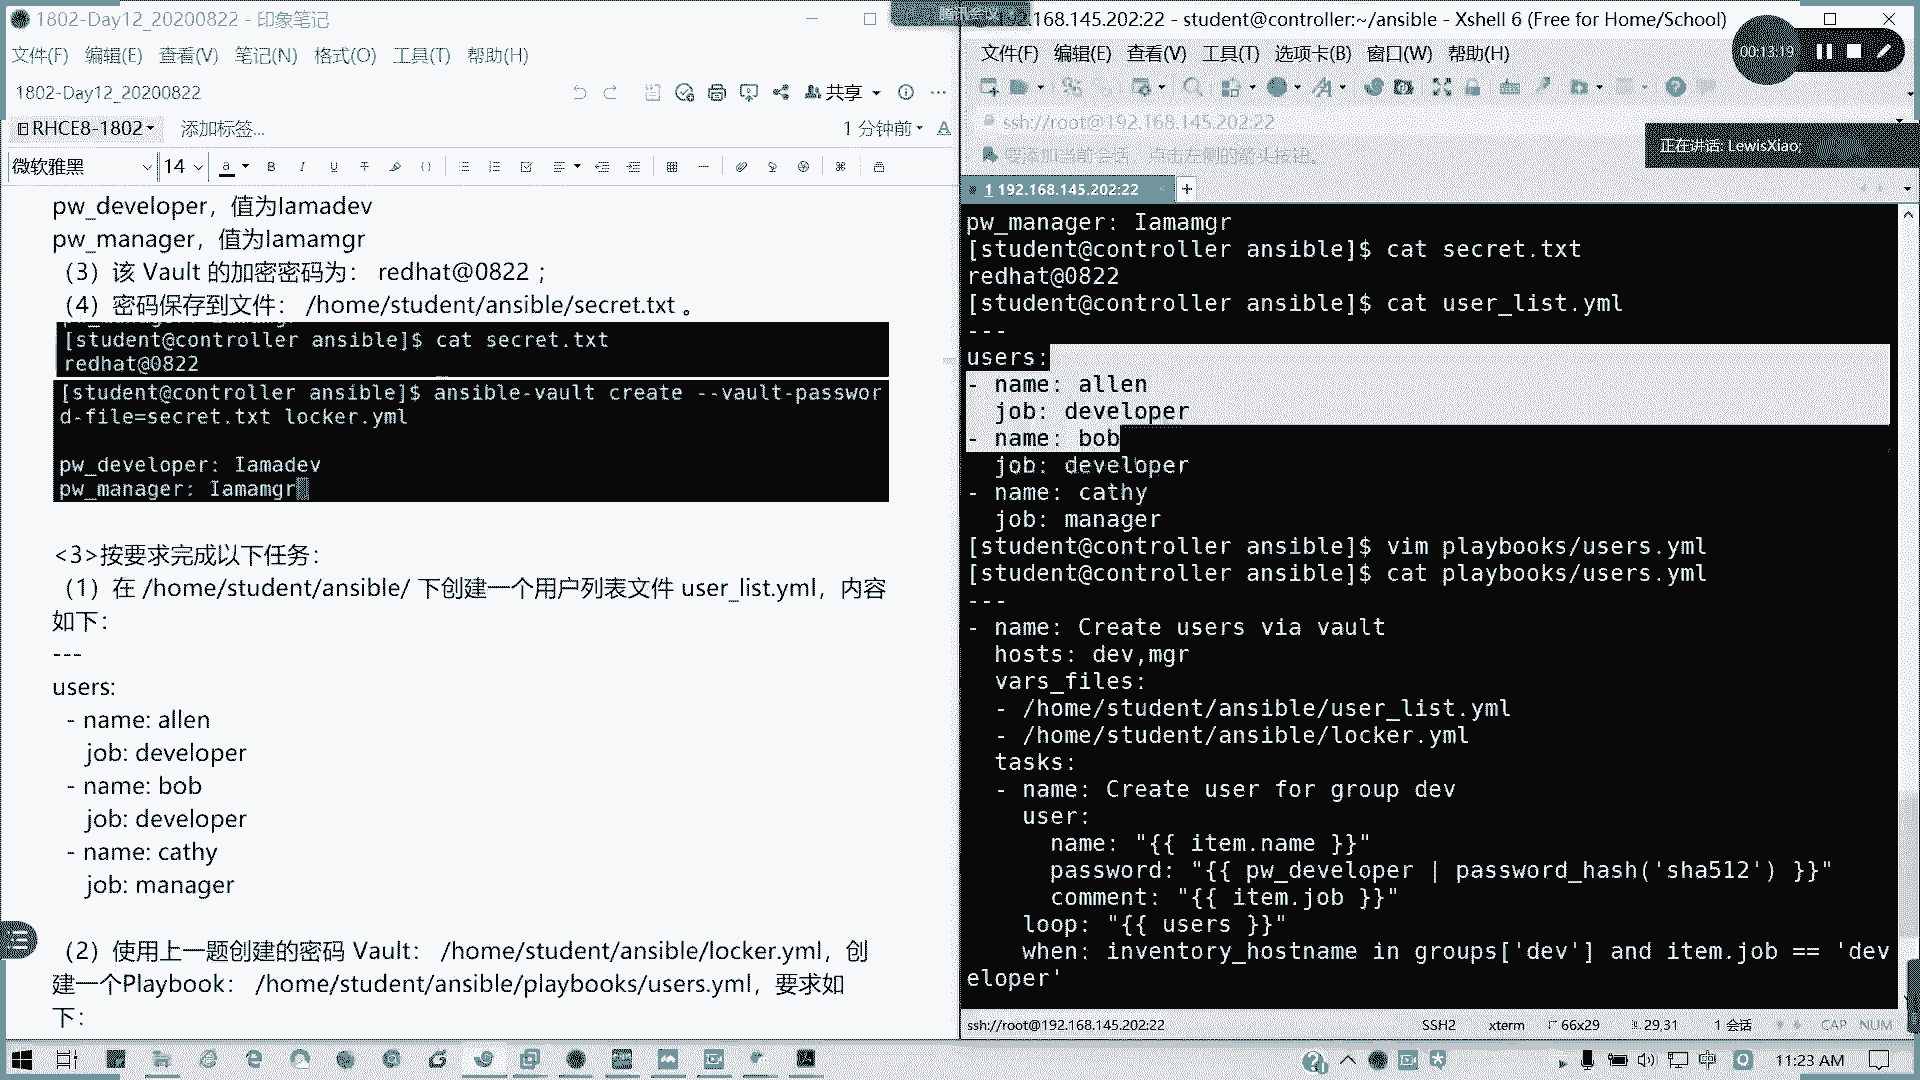 1802-Day12_20200822 - 印象笔记
文件(F) 编辑(E) 查看(V) 笔记(N) 格式(O) 工具(T) 帮助(H)
1802-Day12_20200822
共享
RHCE8-1802
添加标签...
1 分钟前
微软雅黑 14
pw_developer，值为Iamadev
pw_manager，值为Iamamgr
（3）该 Vault 的加密密码为： redhat@0822；
（4）密码保存到文件： /home/student/ansible/secret.txt 。
[student@controller ansible]$ cat secret.txt
redhat@0822
[student@controller ansible]$ ansible-vault create --vault-passwor
d-file=secret.txt locker.yml
pw_developer: Iamadev
pw_manager: Iamamgr
<3>按要求完成以下任务：
（1）在 /home/student/ansible/ 下创建一个用户列表文件 user_list.yml，内容
如下：
---
users:
- name: allen
job: developer
- name: bob
job: developer
- name: cathy
job: manager
（2）使用上一题创建的密码 Vault： /home/student/ansible/locker.yml，创
建一个Playbook： /home/student/ansible/playbooks/users.yml，要求如
下：
腾讯会议
.168.145.202:22 - student@controller:~/ansible - Xshell 6 (Free for Home/School)
文件(F) 编辑(E) 查看(V) 工具(T) 选项卡(B) 窗口(W) 帮助(H)
00:13:19
ssh://root@192.168.145.202:22
要添加当前会话，点击左侧的箭头按钮。
正在讲话: LewisXiao;
1 192.168.145.202:22
pw_manager: Iamamgr
[student@controller ansible]$ cat secret.txt
redhat@0822
[student@controller ansible]$ cat user_list.yml
---
users:
- name: allen
job: developer
- name: bob
job: developer
- name: cathy
job: manager
[student@controller ansible]$ vim playbooks/users.yml
[student@controller ansible]$ cat playbooks/users.yml
---
- name: Create users via vault
hosts: dev,mgr
vars_files:
- /home/student/ansible/user_list.yml
- /home/student/ansible/locker.yml
tasks:
- name: Create user for group dev
user:
name: "{{ item.name }}"
password: "{{ pw_developer | password_hash('sha512') }}"
comment: "{{ item.job }}"
loop: "{{ users }}"
when: inventory_hostname in groups['dev'] and item.job == 'dev
eloper'
ssh://root@192.168.145.202:22 SSH2 xterm 66x29 29,31 1 会话 CAP NUM
中 11:23 AM